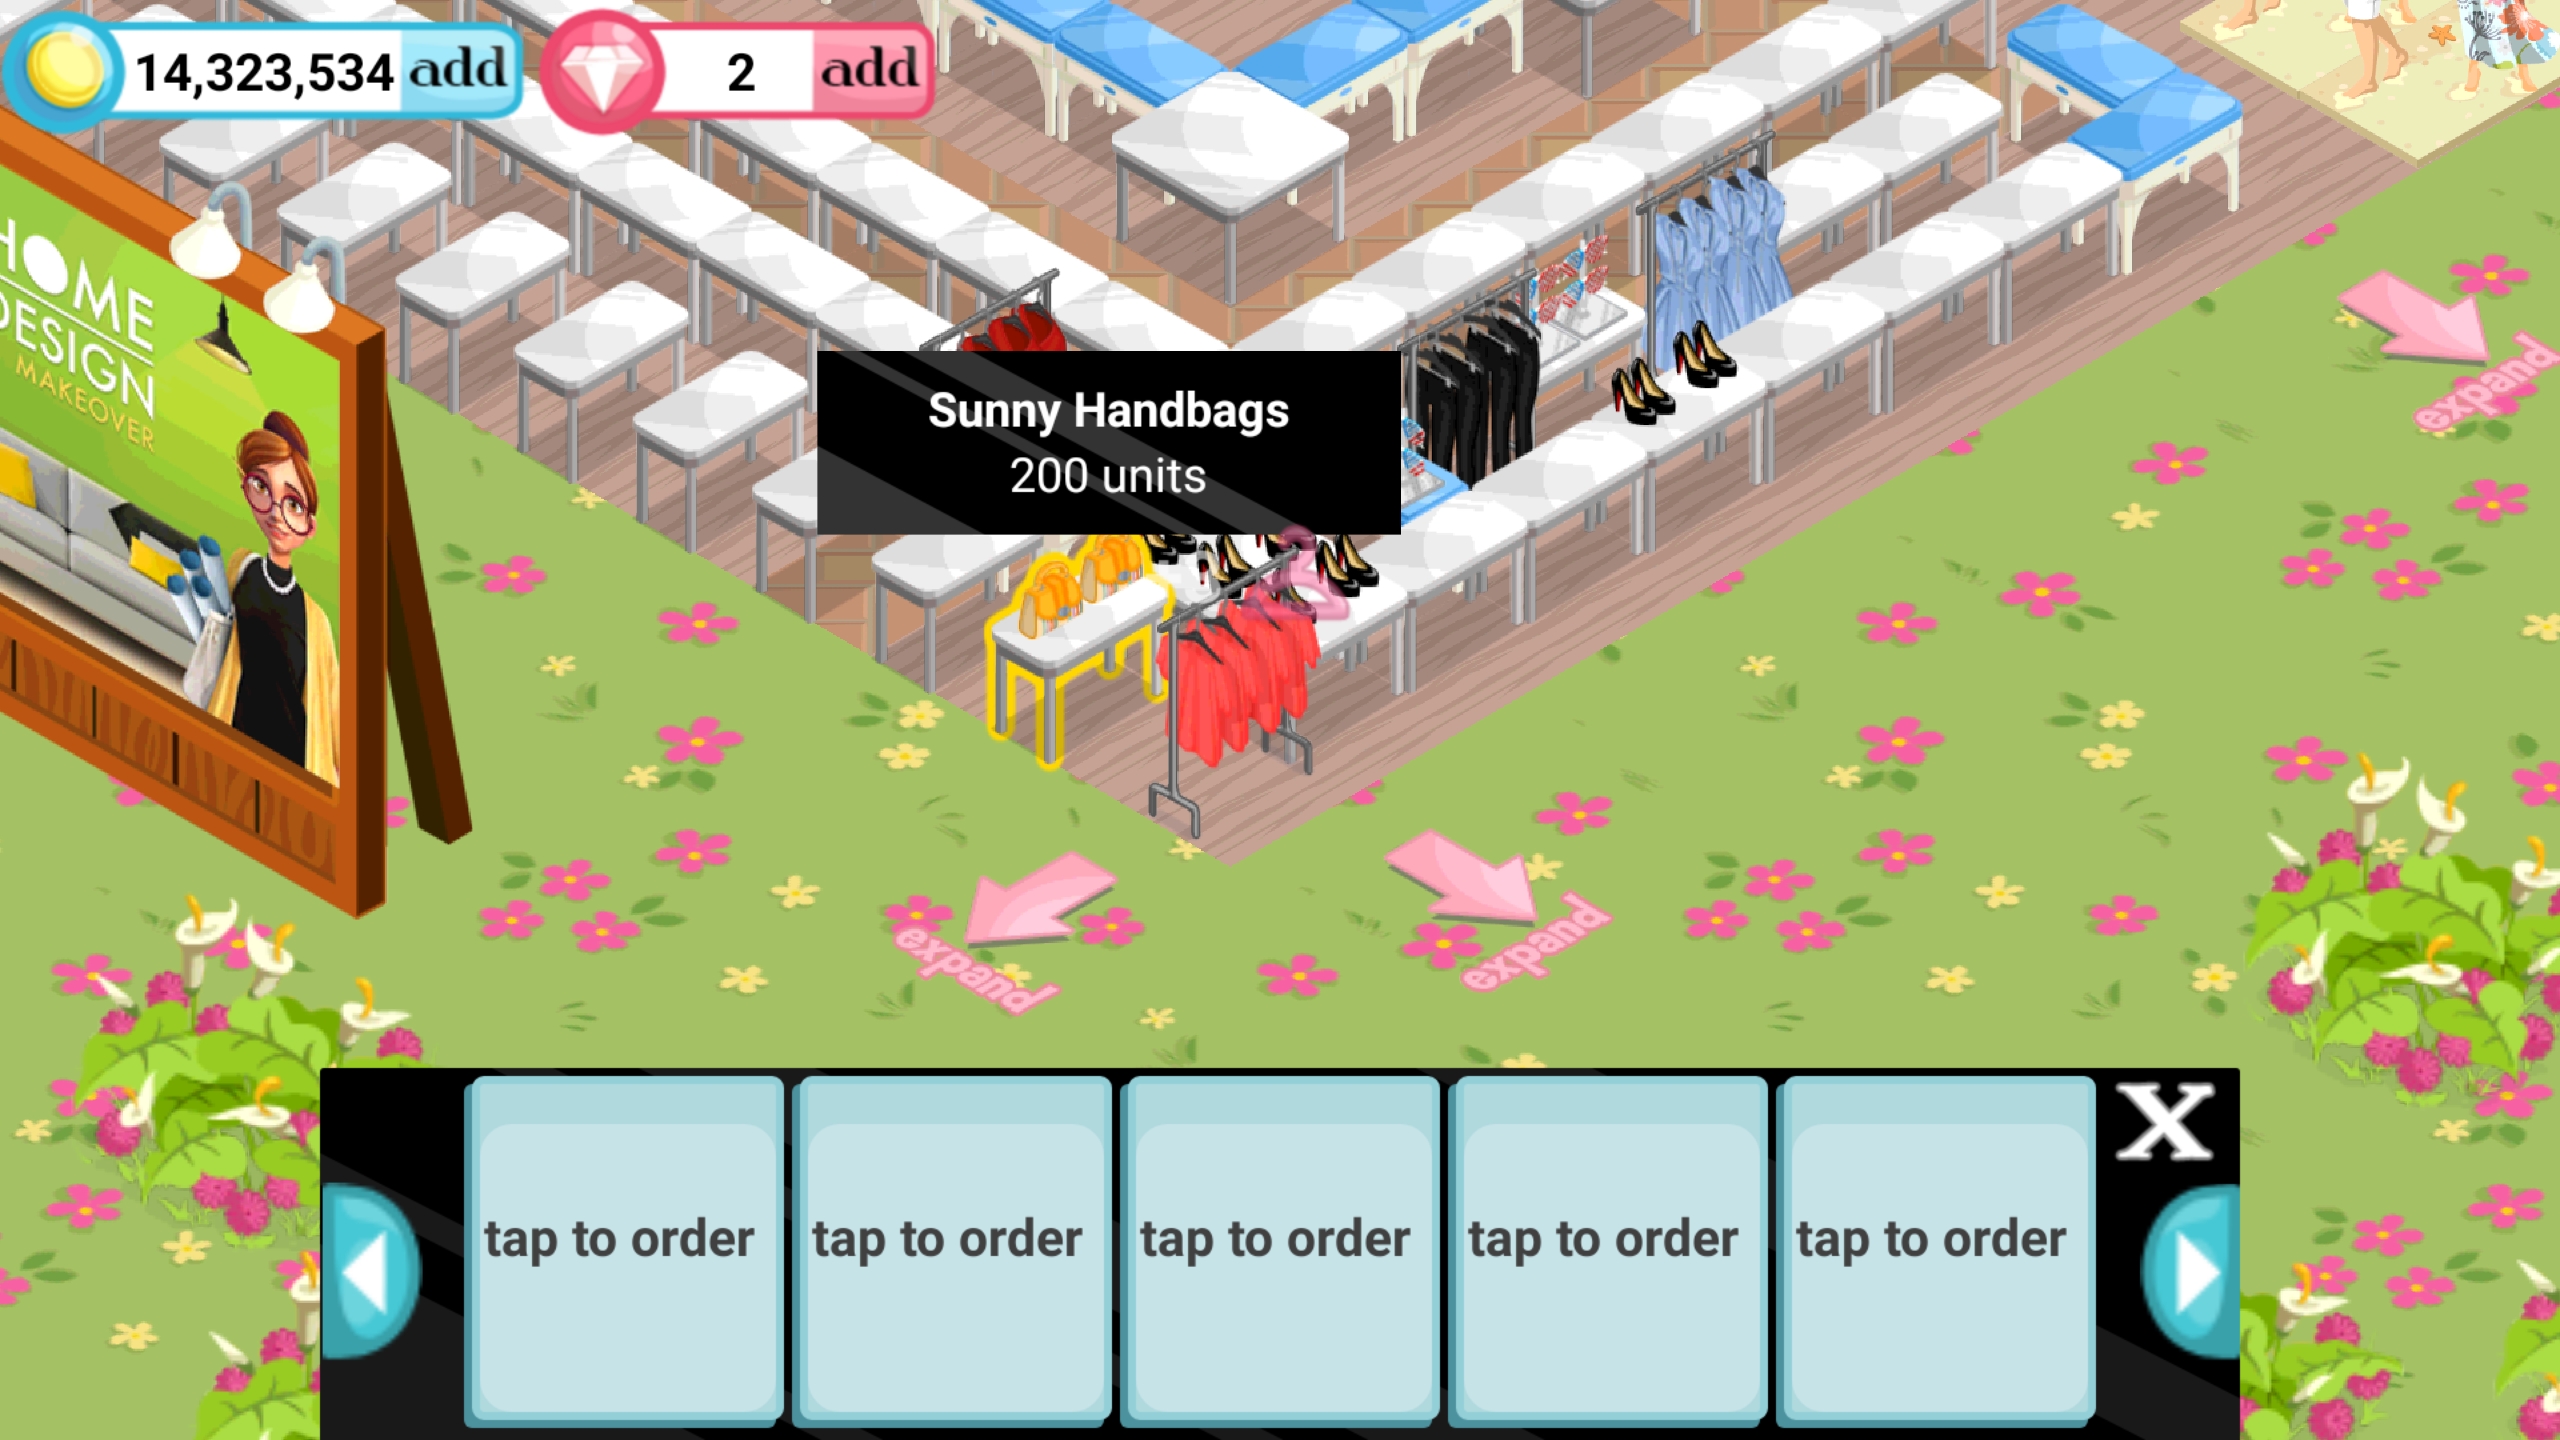 14,323,534 add
2 add
HOME
DESIGN
MAKEOVER
Sunny Handbags
200 units
expand
expand
expand
X
tap to order
tap to order
tap to order
tap to order
tap to order